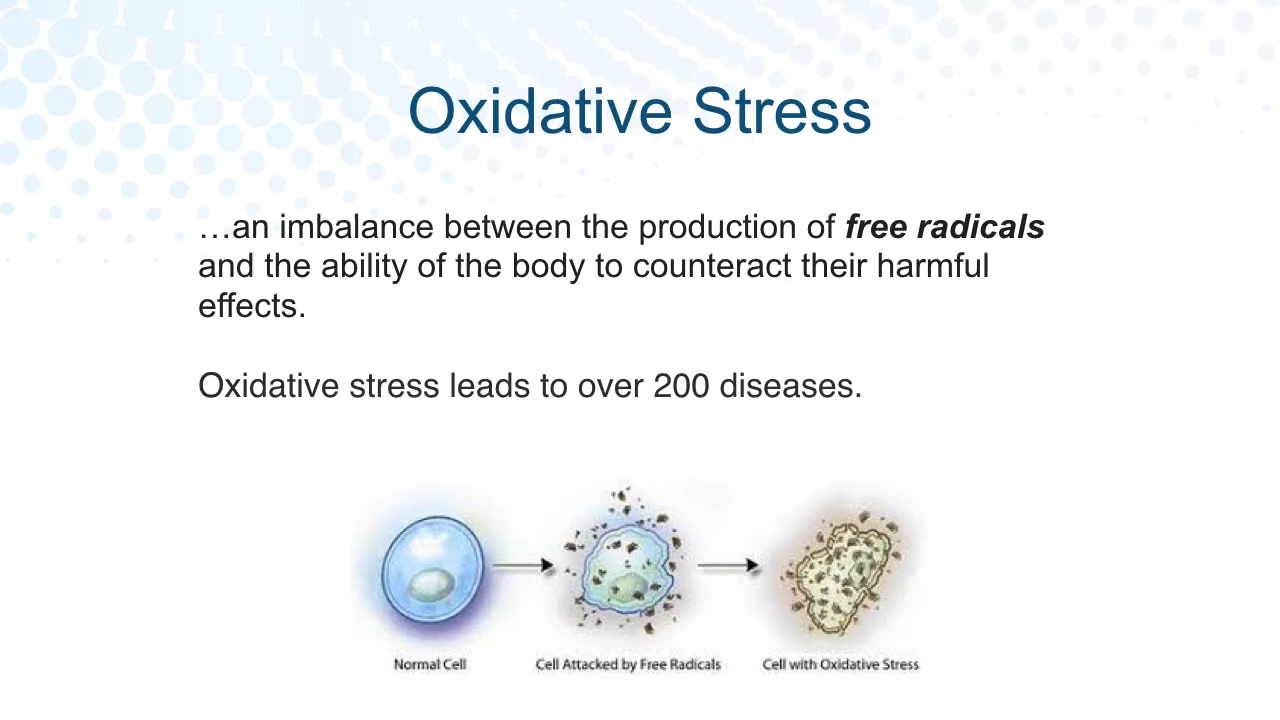 Oxidative Stress
…an imbalance between the production of free radicals
and the ability of the body to counteract their harmful
effects.
Oxidative stress leads to over 200 diseases.
Normal Cell
Cell Attacked by Free Radicals
Cell with Oxidative Stress